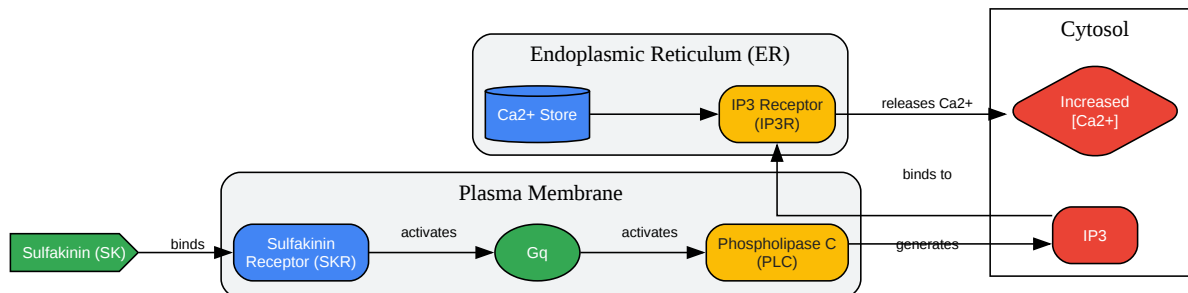 Endoplasmic Reticulum (ER)
Cytosol
Ca2+ Store
IP3 Receptor
(IP3R)
releases Ca2+
Increased
[Ca2+]
binds to
Plasma Membrane
Sulfakinin (SK)
binds
Sulfakinin
Receptor (SKR)
activates
Gq
activates
Phospholipase C
(PLC)
generates
IP3